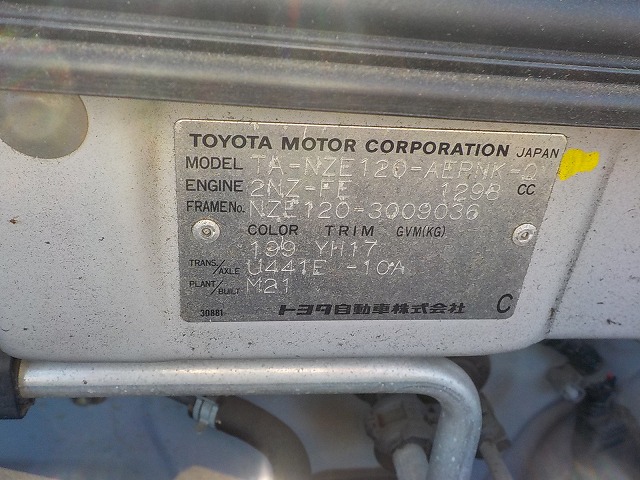 TOYOTA MOTOR CORPORATION JAPAN
MODEL TA-NZE120-AEPNK-Q
ENGINE 2NZ-FE 1298 CC
FRAME No. NZE120-3009036
COLOR TRIM GVM(KG)
199 YH17
TRANS./AXLE U441E -10A
PLANT/BUILT M21
30881 トヨタ自動車株式会社 C